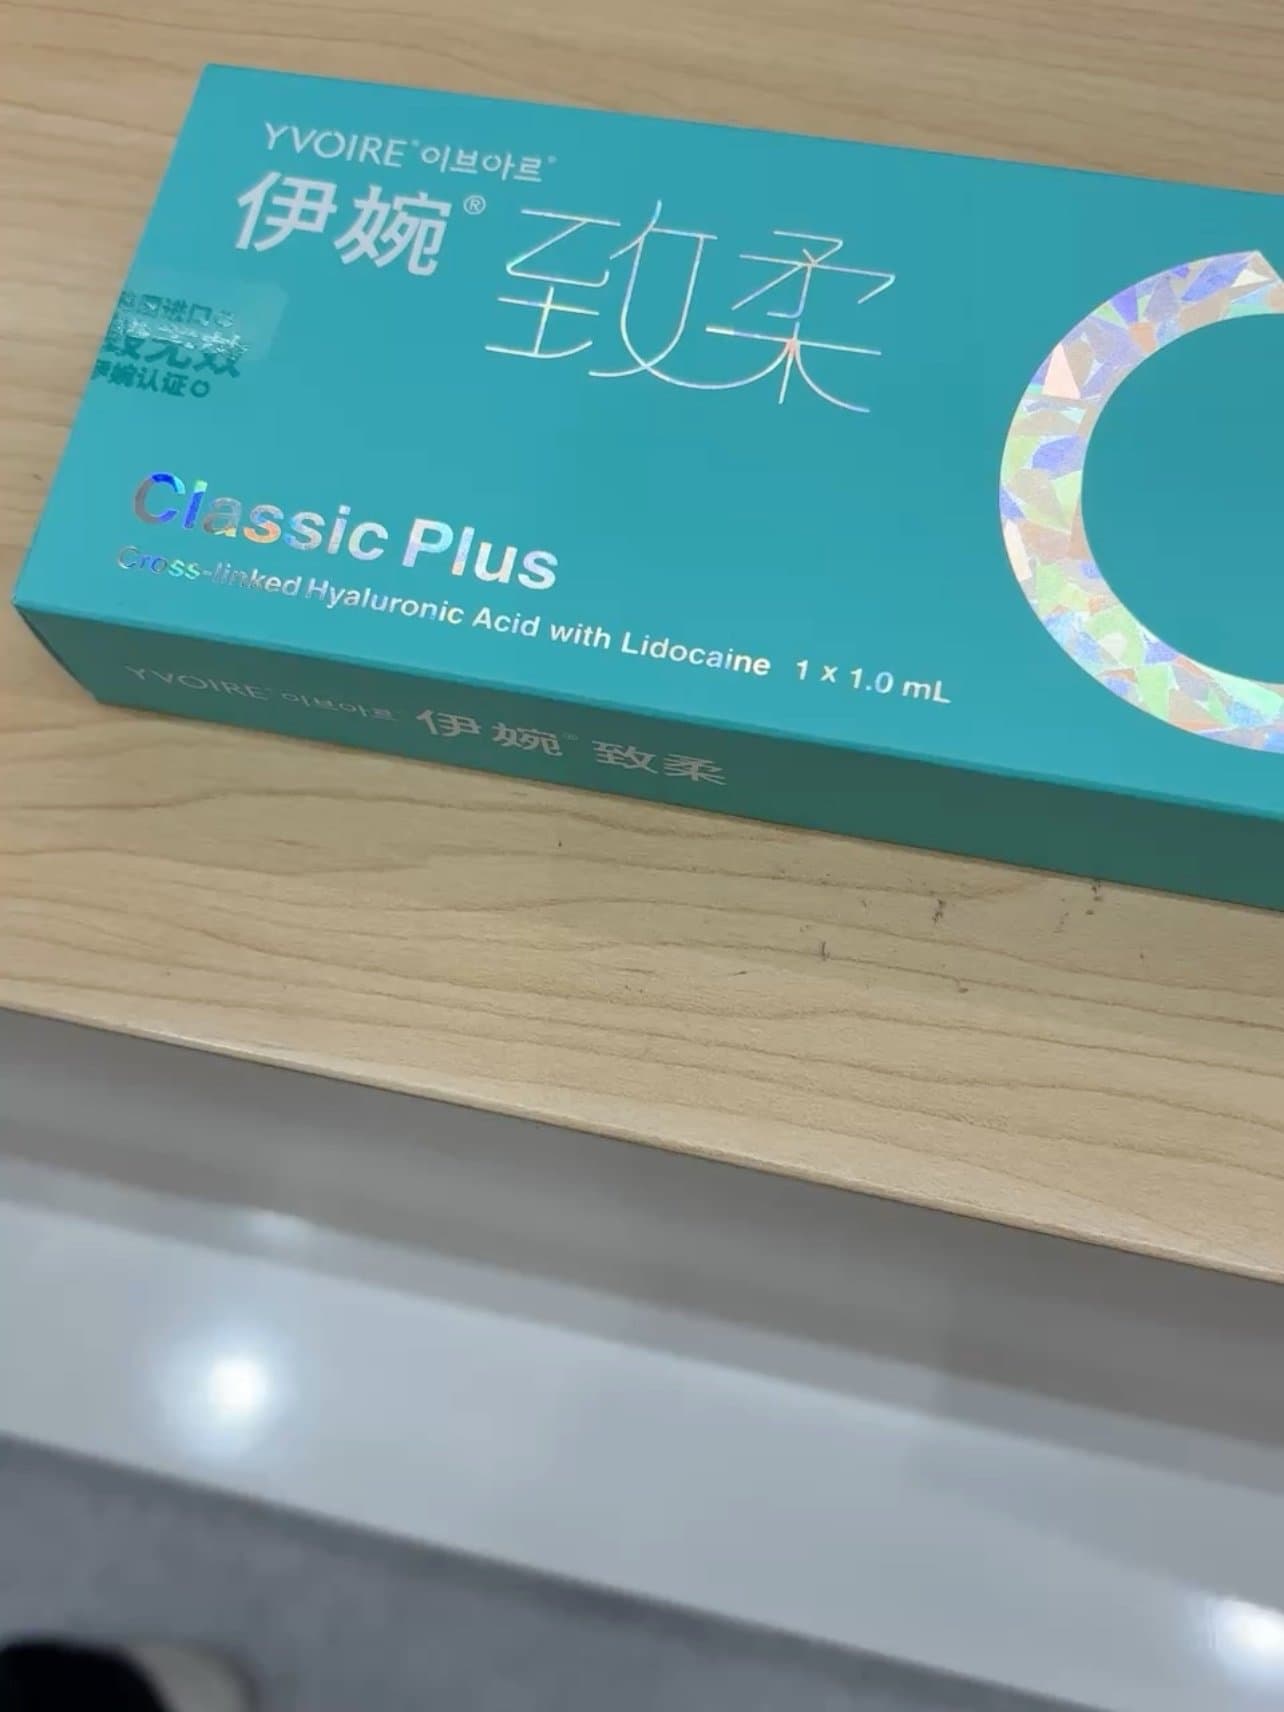 YVOIRE® 이브아르®
伊婉® 致柔
伊婉认证
Classic Plus
Cross-linked Hyaluronic Acid with Lidocaine 1 x 1.0 mL
YVOIRE® 이브아르® 伊婉® 致柔